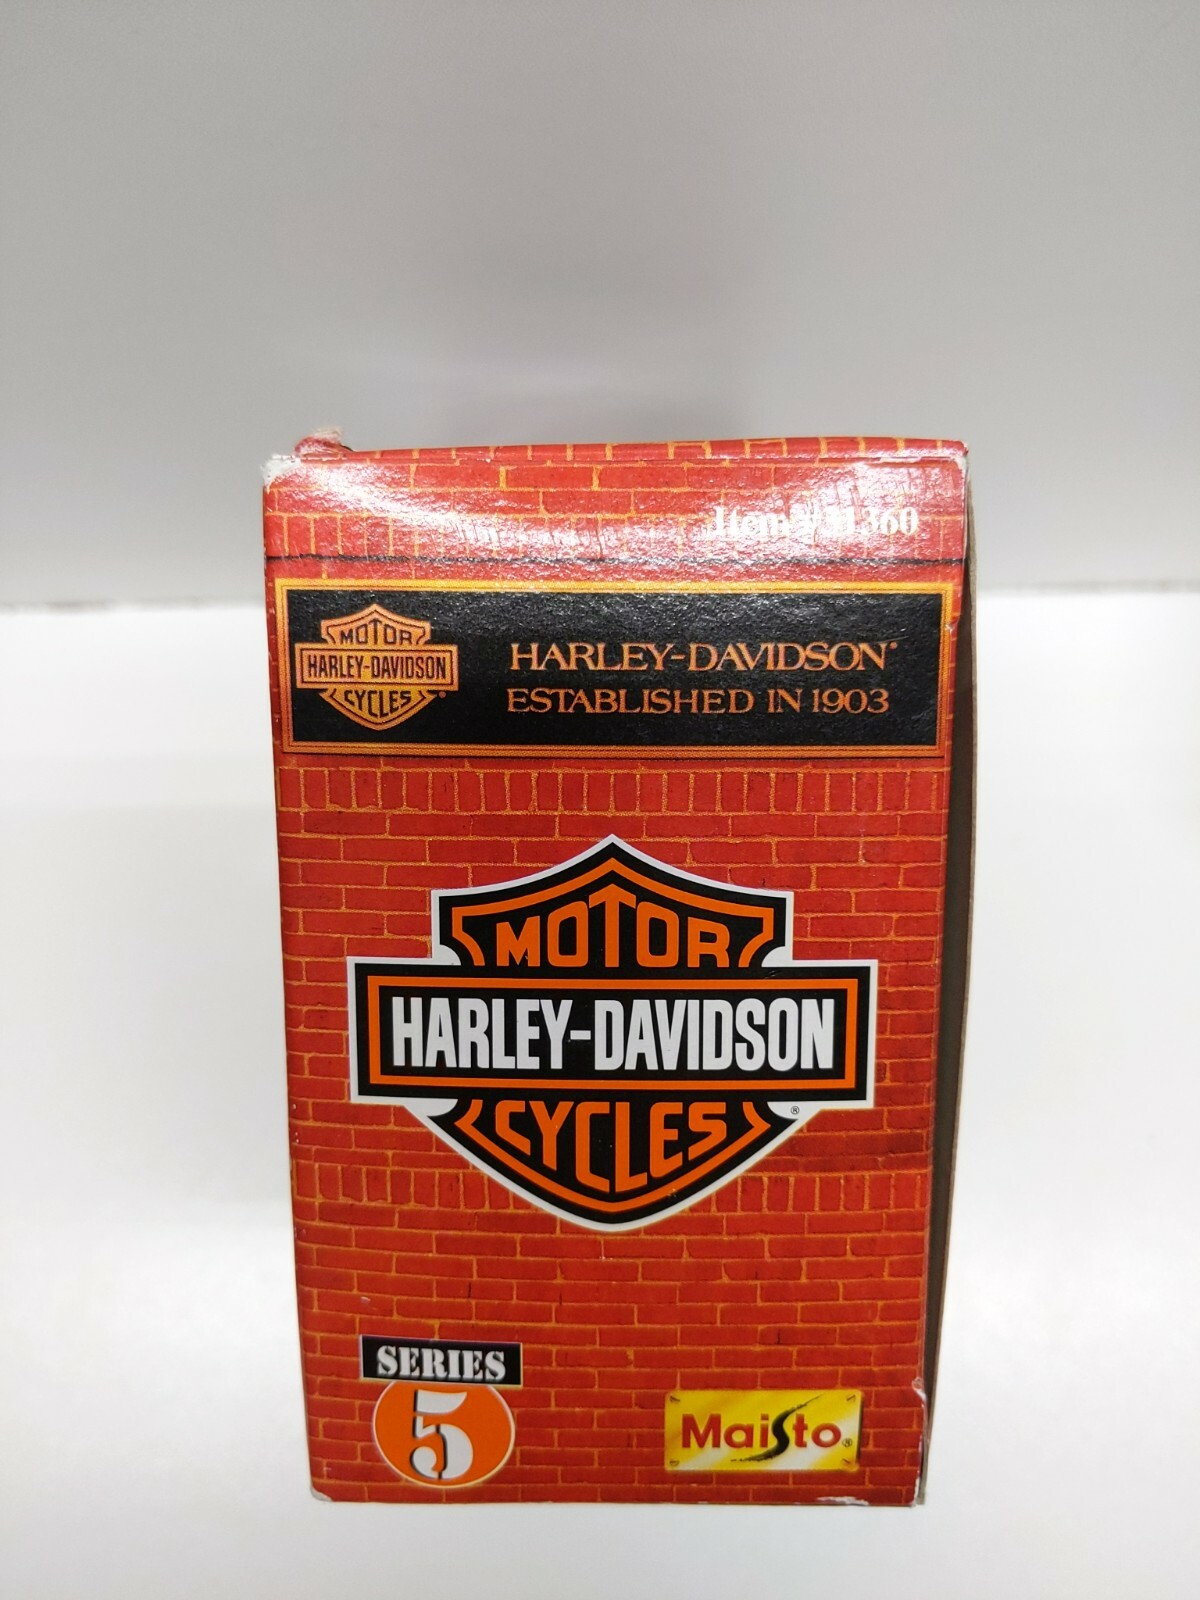 Item #31360
MOTOR
HARLEY-DAVIDSON
CYCLES®
HARLEY-DAVIDSON®
ESTABLISHED IN 1903
MOTOR
HARLEY-DAVIDSON
CYCLES®
SERIES
5
Maisto®